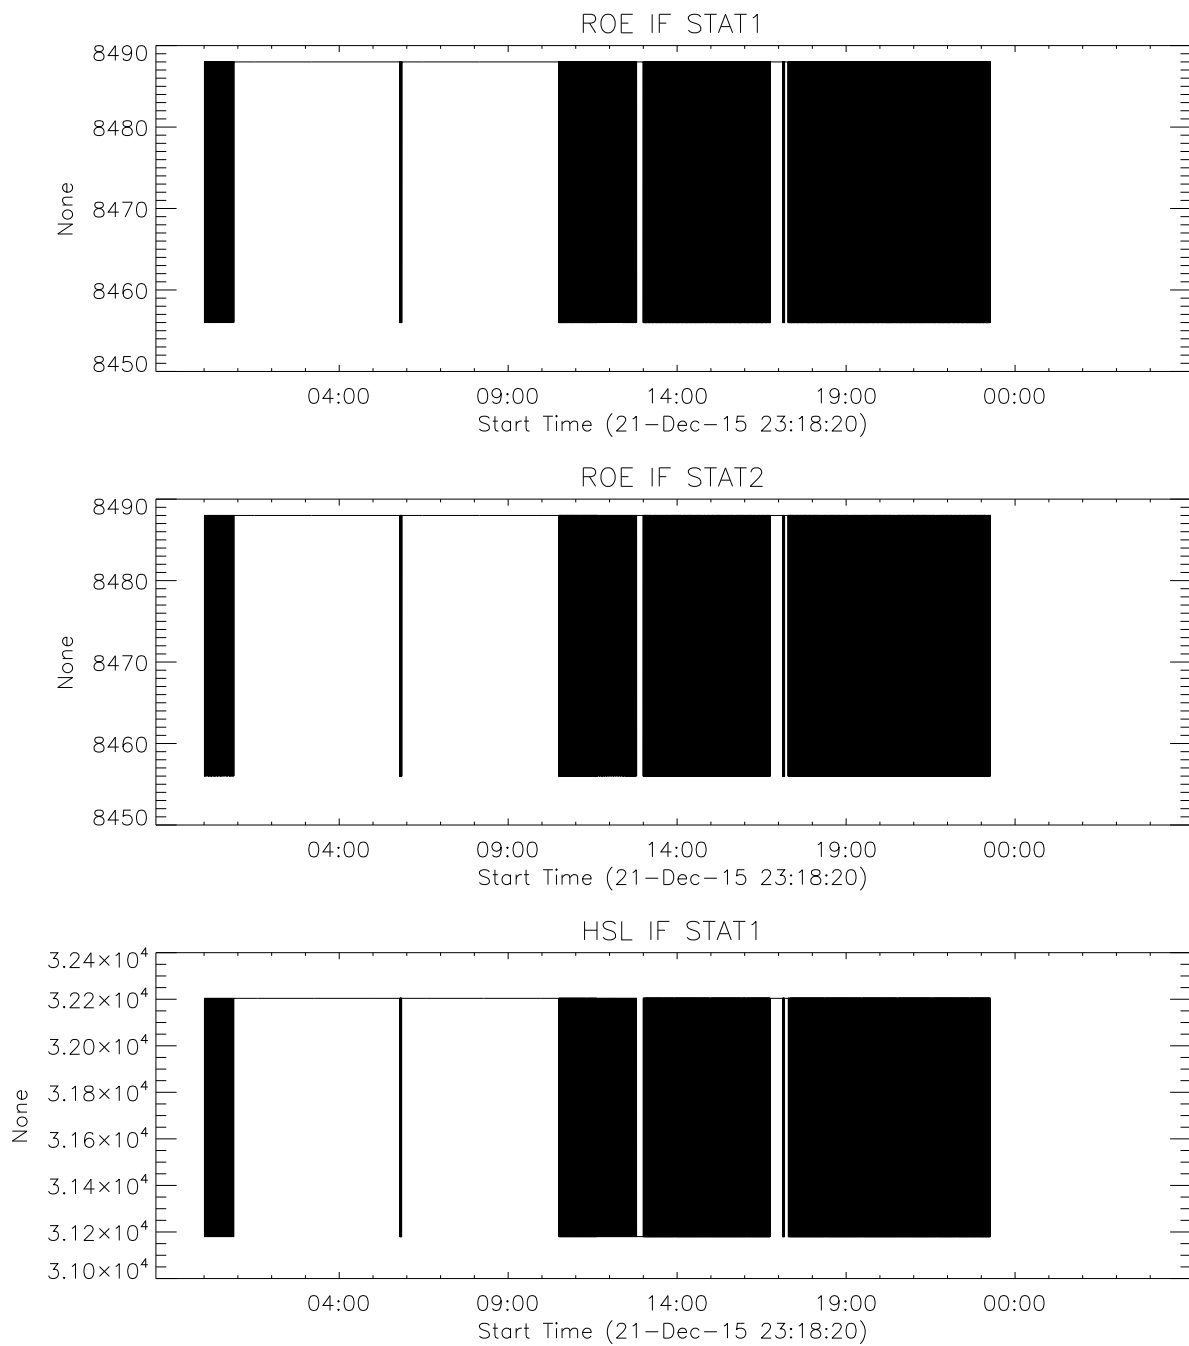 ROE IF STAT1
8490
8480
8470
8460
8450
None
04:00 09:00 14:00 19:00 00:00
Start Time (21-Dec-15 23:18:20)
ROE IF STAT2
8490
8480
8470
8460
8450
None
04:00 09:00 14:00 19:00 00:00
Start Time (21-Dec-15 23:18:20)
HSL IF STAT1
3.24×10⁴
3.22×10⁴
3.20×10⁴
3.18×10⁴
3.16×10⁴
3.14×10⁴
3.12×10⁴
3.10×10⁴
None
04:00 09:00 14:00 19:00 00:00
Start Time (21-Dec-15 23:18:20)